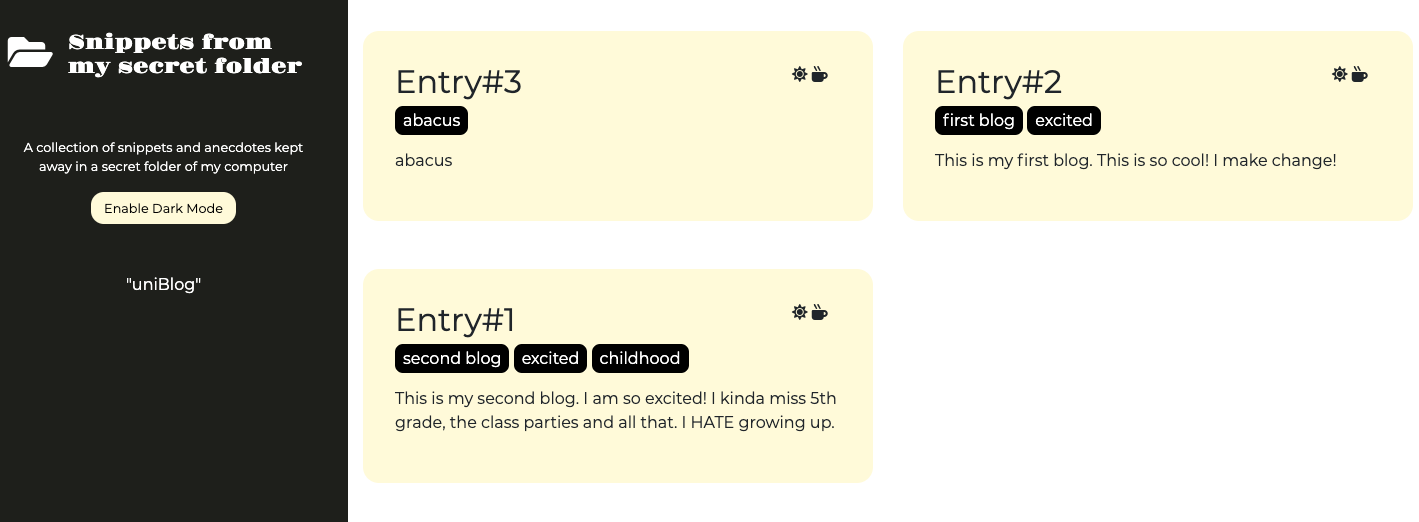 Snippets from
my secret folder
A collection of snippets and anecdotes kept
away in a secret folder of my computer
Enable Dark Mode
"uniBlog"
Entry#3
abacus
abacus
Entry#2
first blog excited
This is my first blog. This is so cool! I make change!
Entry#1
second blog excited childhood
This is my second blog. I am so excited! I kinda miss 5th
grade, the class parties and all that. I HATE growing up.